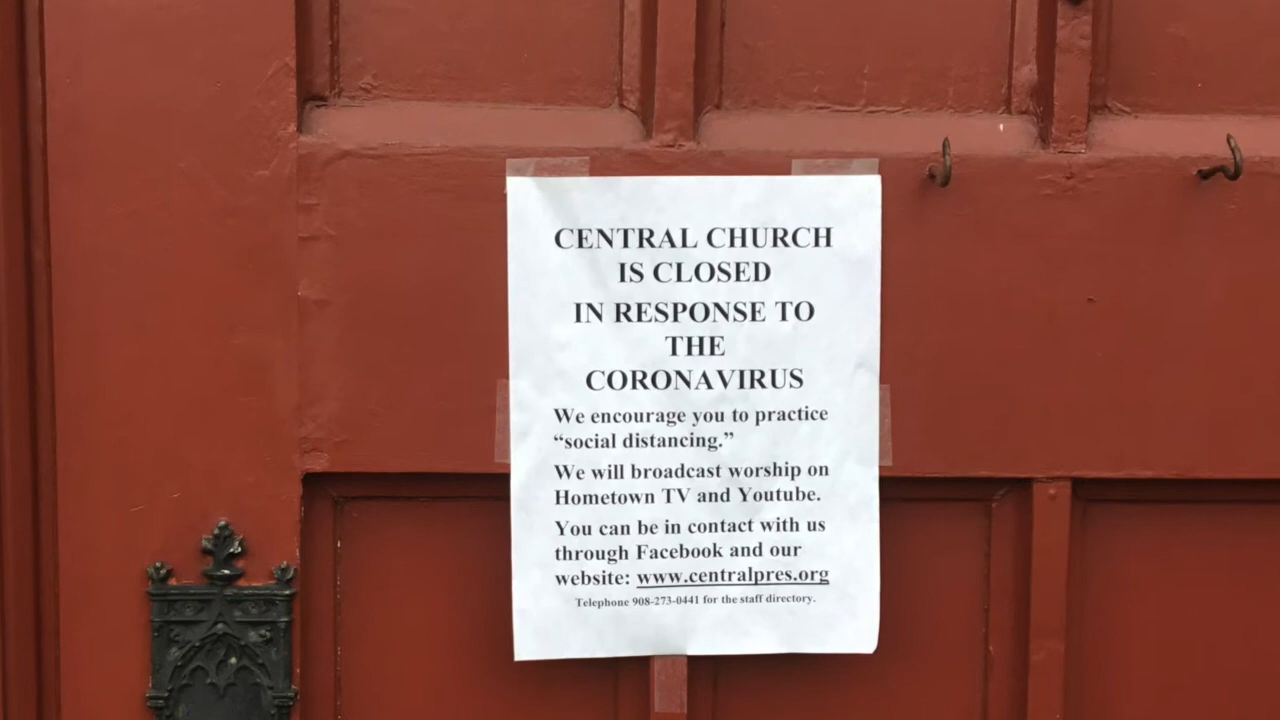 CENTRAL CHURCH
IS CLOSED
IN RESPONSE TO
THE
CORONAVIRUS
We encourage you to practice
“social distancing.”
We will broadcast worship on
Hometown TV and Youtube.
You can be in contact with us
through Facebook and our
website: www.centralpres.org
Telephone 908-273-0441 for the staff directory.